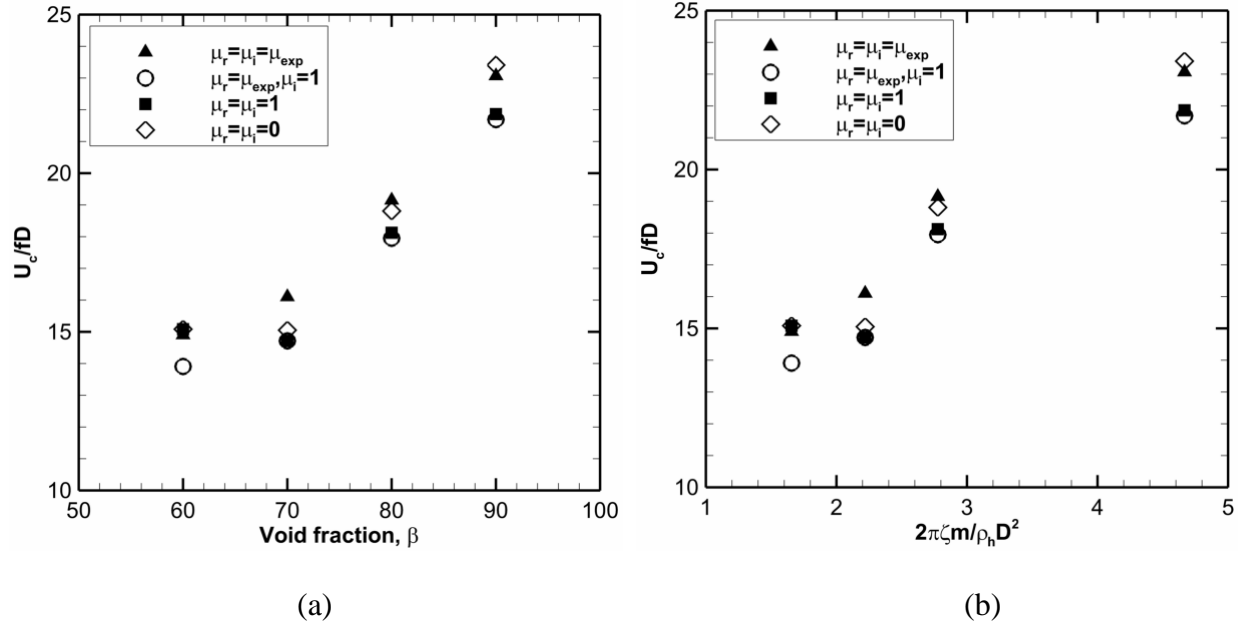 25
20
15
10
U_c/fD
μ_r=μ_i=μ_exp
μ_r=μ_exp,μ_i=1
μ_r=μ_i=1
μ_r=μ_i=0
50 60 70 80 90 100
Void fraction, β
(a)
25
20
15
10
U_c/fD
μ_r=μ_i=μ_exp
μ_r=μ_exp,μ_i=1
μ_r=μ_i=1
μ_r=μ_i=0
1 2 3 4 5
2πζm/ρ_hD²
(b)